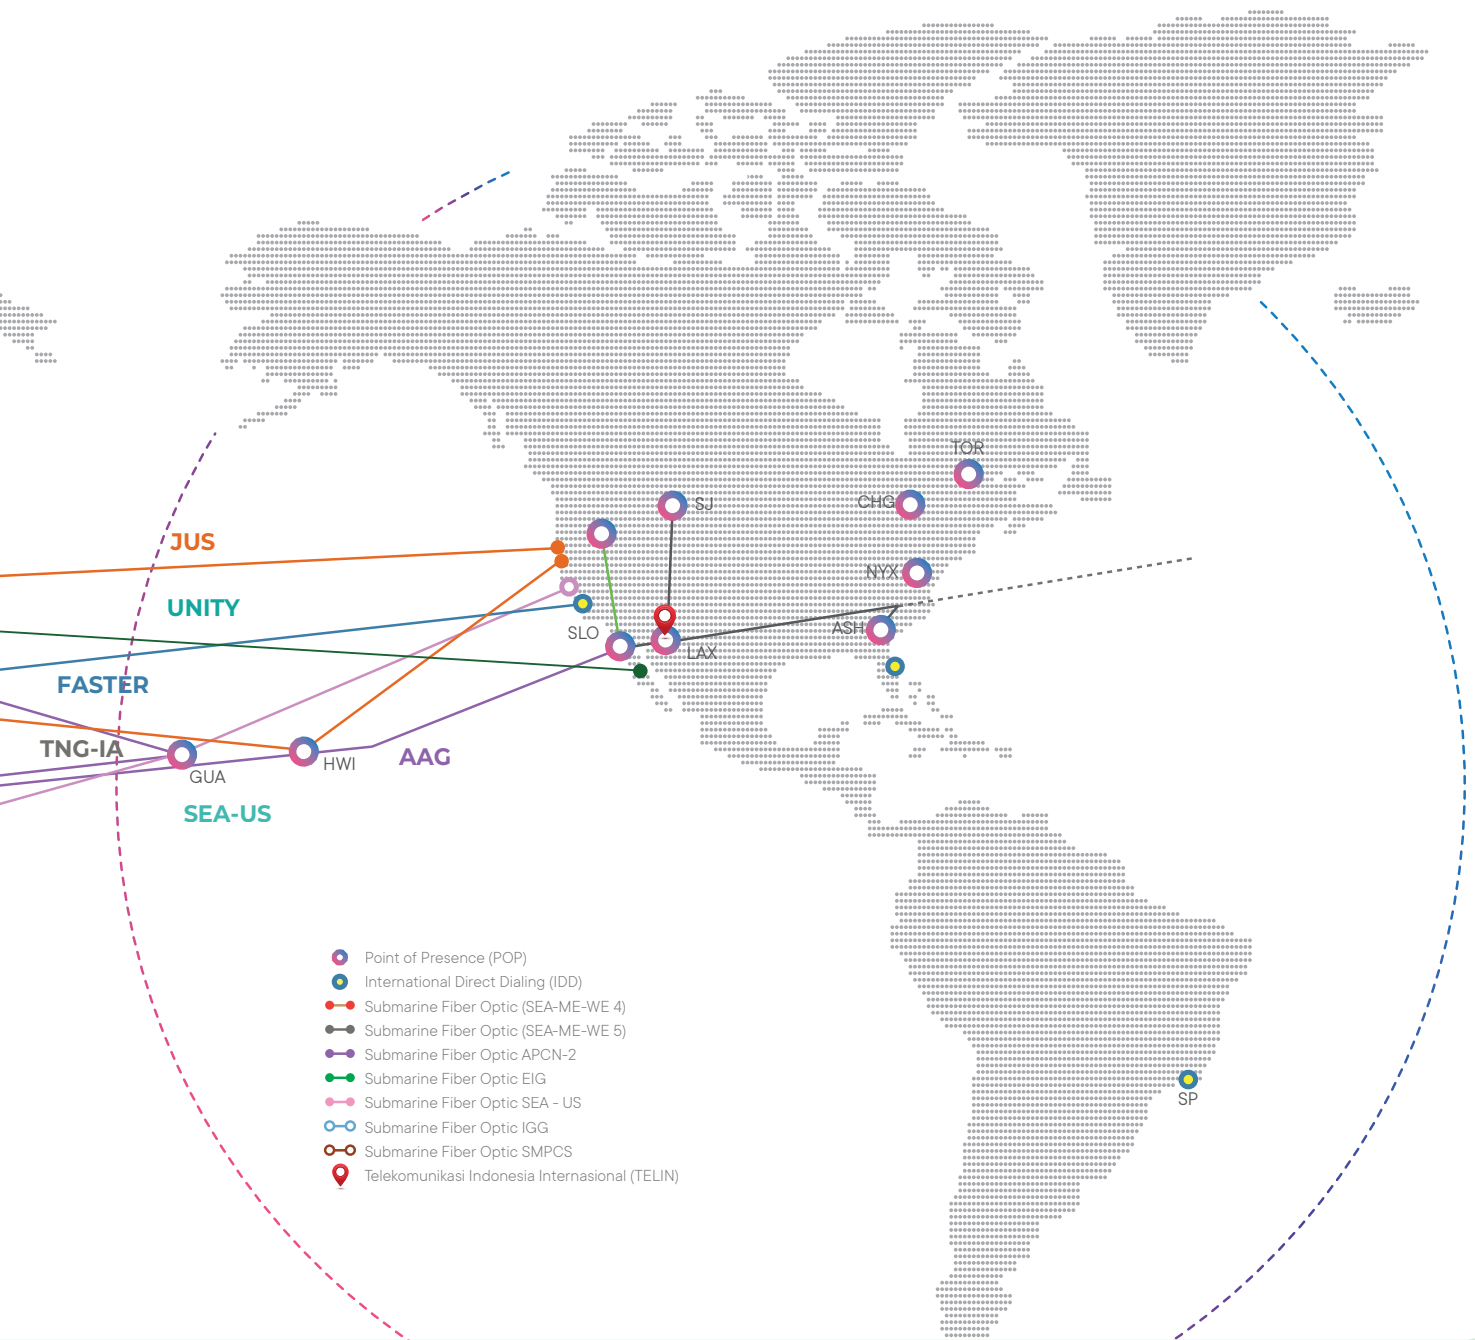 TOR
SJ
CHG
JUS
NYX
UNITY
SLO
ASH
LAX
FASTER
TNG-IA
AAG
HWI
GUA
SEA-US
Point of Presence (POP)
International Direct Dialing (IDD)
Submarine Fiber Optic (SEA-ME-WE 4)
Submarine Fiber Optic (SEA-ME-WE 5)
Submarine Fiber Optic APCN-2
Submarine Fiber Optic EIG
Submarine Fiber Optic SEA - US
Submarine Fiber Optic IGG
Submarine Fiber Optic SMPCS
Telekomunikasi Indonesia Internasional (TELIN)
SP